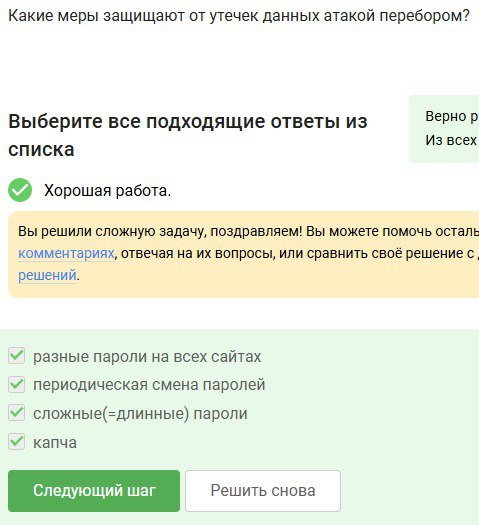 Какие меры защищают от утечек данных атакой перебором?
Выберите все подходящие ответы из
списка
Верно р
Из всех
Хорошая работа.
Вы решили сложную задачу, поздравляем! Вы можете помочь осталь
комментариях, отвечая на их вопросы, или сравнить своё решение с
решений.
разные пароли на всех сайтах
периодическая смена паролей
сложные(=длинные) пароли
капча
Следующий шаг
Решить снова